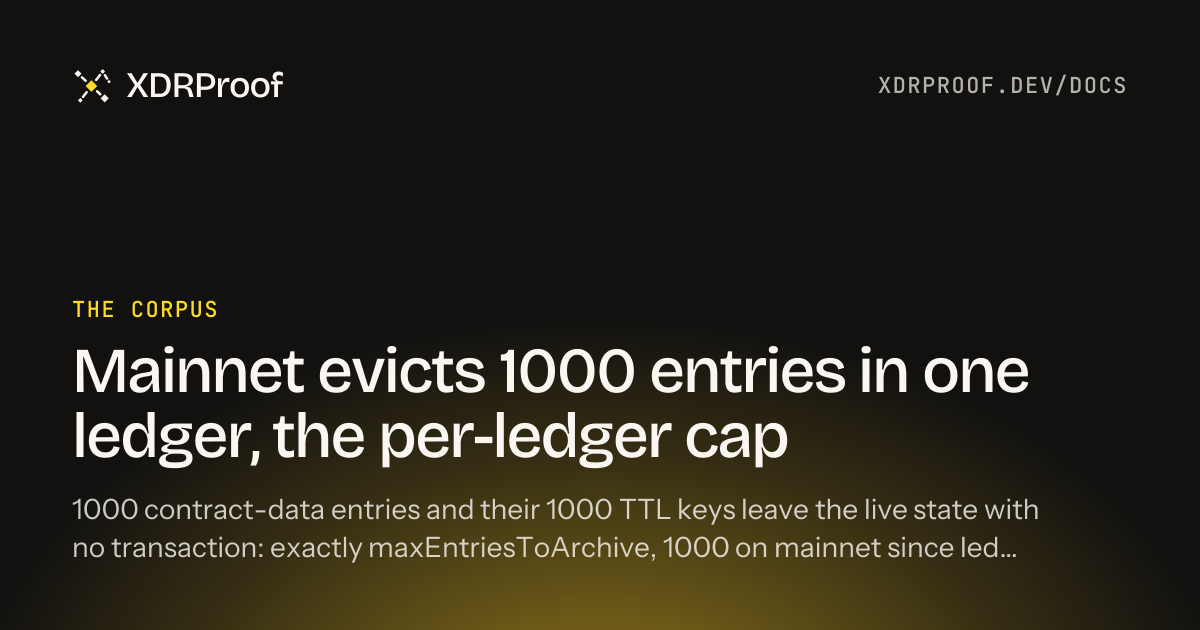 XDRProof
XDRPROOF.DEV/DOCS
THE CORPUS
Mainnet evicts 1000 entries in one
ledger, the per-ledger cap
1000 contract-data entries and their 1000 TTL keys leave the live state with
no transaction: exactly maxEntriesToArchive, 1000 on mainnet since led...